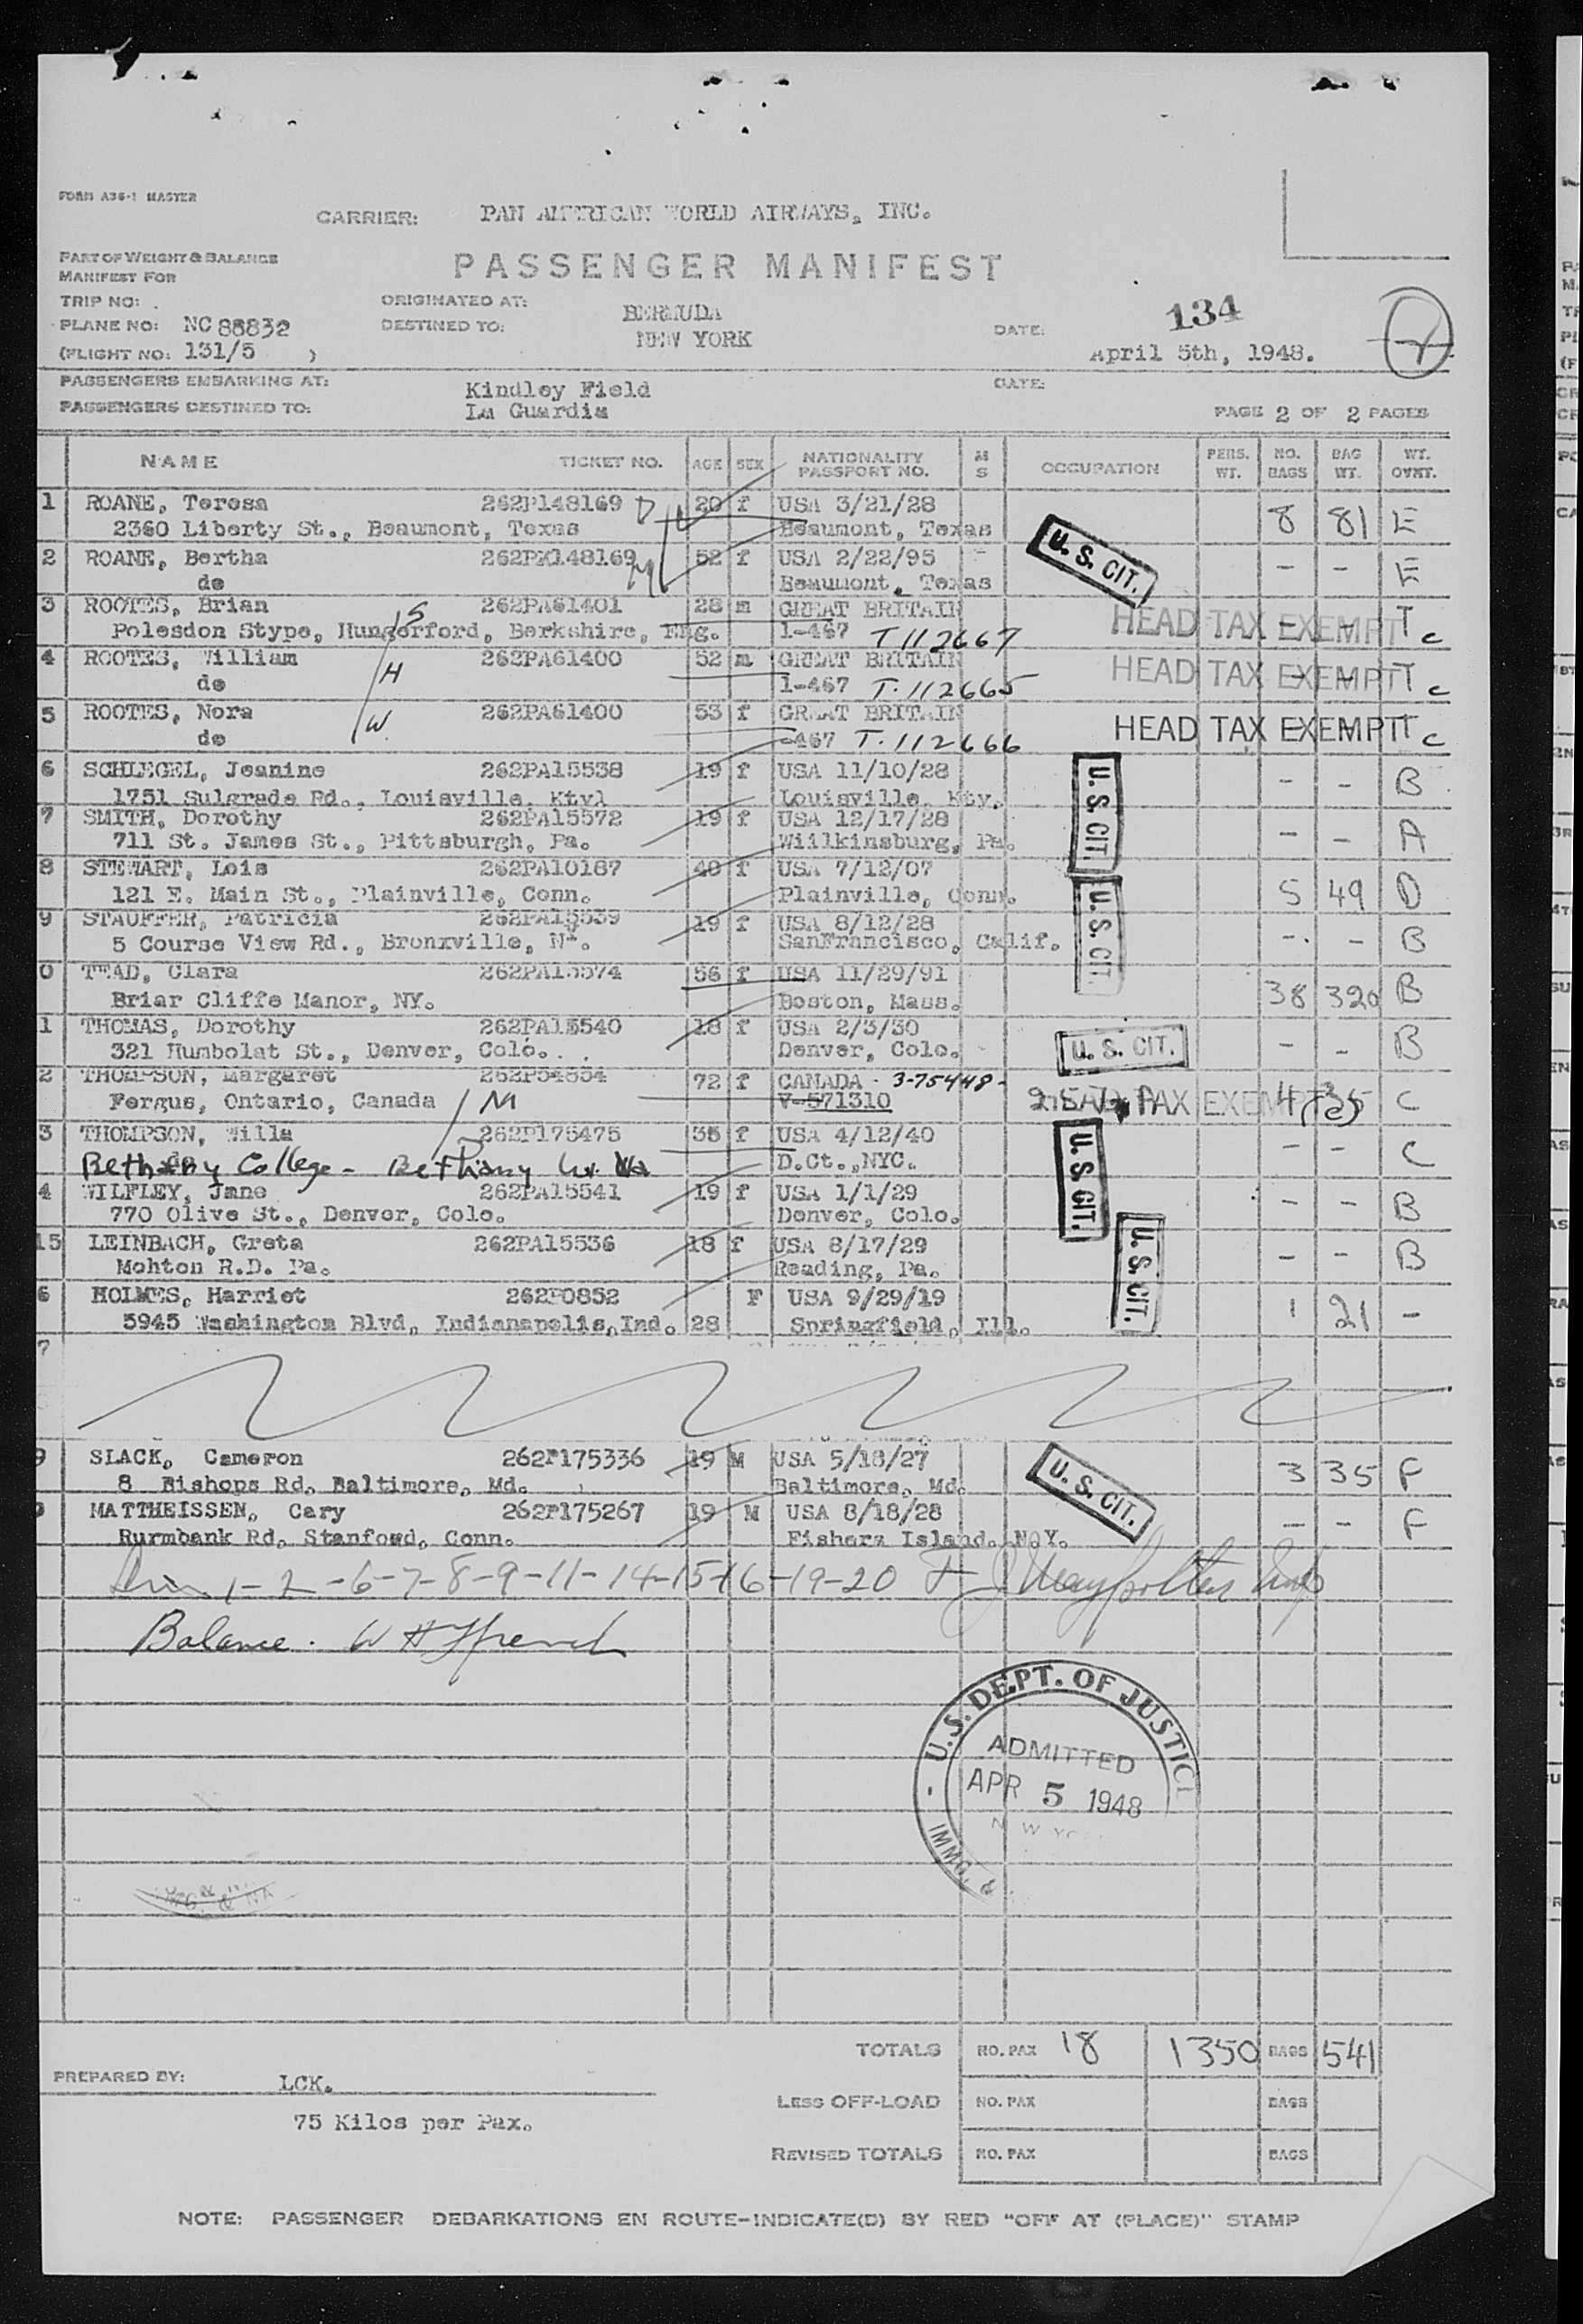 FORM A36-1 MASTER
CARRIER: PAN AMERICAN WORLD AIRWAYS, INC.
PART OF WEIGHT & BALANCE
MANIFEST FOR
PASSENGER MANIFEST
TRIP NO: .
ORIGINATED AT: BERMUDA
134
PLANE NO: NC 88832
DESTINED TO: NEW YORK
DATE: April 5th, 1948.
(FLIGHT NO: 131/5 )
PASSENGERS EMBARKING AT: Kindley Field
DATE:
PASSENGERS DESTINED TO: La Guardia
PAGE 2 OF 2 PAGES
NAME TICKET NO. AGE SEX NATIONALITY PASSPORT NO. M S OCCUPATION PERS. WT. NO. BAGS BAG WT. WT. OVWT.
1 ROANE, Teresa 262P148169 D 20 f USA 3/21/28 8 81 E
2360 Liberty St., Beaumont, Texas Beaumont, Texas
2 ROANE, Bertha 262PX148169 M 52 f USA 2/22/95 U. S. CIT. - - E
do Beaumont, Texas
3 ROOTES, Brian S 262PA61401 28 m GREAT BRITAIN HEAD TAX EXEMPT T c
Polesdon Stype, Hungerford, Berkshire, Eng. 1-467 T112667
4 ROOTES, William H 262PA61400 52 m GREAT BRITAIN HEAD TAX EXEMPT T c
do 1-467 T.112665
5 ROOTES, Nora W. 262PA61400 53 f GREAT BRITAIN HEAD TAX EXEMPT T c
do -467 T.112666
6 SCHLEGEL, Jeanine 262PA15538 19 f USA 11/10/28 U. S. CIT. - - B
1751 Sulgrade Rd., Louisville, Ktyl Louisville, Kty.
7 SMITH, Dorothy 262PA15572 19 f USA 12/17/28 - - A
711 St. James St., Pittsburgh, Pa. Wiilkinsburg, Pa.
8 STEWART, Lois 262PA10187 40 f USA 7/12/07 5 49 D
121 E. Main St., Plainville, Conn. Plainville, Conn.
9 STAUFFER, Patricia 262PA15539 19 f USA 8/12/28 U. S. CIT. - - B
5 Course View Rd., Bronxville, NY. SanFrancisco, Calif.
0 TEAD, Clara 262PA15574 56 f USA 11/29/91 38 320 B
Briar Cliffe Manor, NY. Boston, Mass.
1 THOMAS, Dorothy 262PA15540 18 f USA 2/3/30 U. S. CIT. - - B
321 Humbolat St., Denver, Colo. Denver, Colo.
2 THOMPSON, Margaret 262P54854 72 f CANADA 3-75448- 4 35 C
Fergus, Ontario, Canada M V-571310 HEAD TAX EXEMPT
3 THOMPSON, Willa 262P175475 35 f USA 4/12/40 U. S. CIT. - - C
do D.Ct.,NYC.
Bethany College - Bethany W. Va
4 WILFLEY, Jane 262PA15541 19 f USA 1/1/29 - - B
770 Olive St., Denver, Colo. Denver, Colo.
15 LEINBACH, Greta 262PA15536 18 f USA 8/17/29 U. S. CIT. - - B
Mohton R.D. Pa. Reading, Pa.
6 HOLMES, Harriet 262P0852 F USA 9/29/19 1 21 -
5945 Washington Blvd, Indianapolis,Ind. 28 Springfield, Ill.
7
9 SLACK, Cameron 262P175336 19 M USA 5/18/27 U. S. CIT. 3 35 F
8 Bishops Rd, Baltimore, Md. Baltimore, Md.
9 MATTHEISSEN, Cary 262P175267 19 M USA 8/18/28 - - F
Rurmbank Rd, Stanfowd, Conn. Fishers Island, N.Y.
1-2-6-7-8-9-11-14-15-16-19-20
Balance. W H
U. S. DEPT. OF JUSTICE
ADMITTED
APR 5 1948
IMMG. &
TOTALS NO. PAX 18 1350 BAGS 541
PREPARED BY: LCK.
LESS OFF-LOAD NO. PAX BAGS
75 Kilos per Pax.
REVISED TOTALS NO. PAX BAGS
NOTE: PASSENGER DEBARKATIONS EN ROUTE-INDICATE(D) BY RED "OFF AT (PLACE)" STAMP